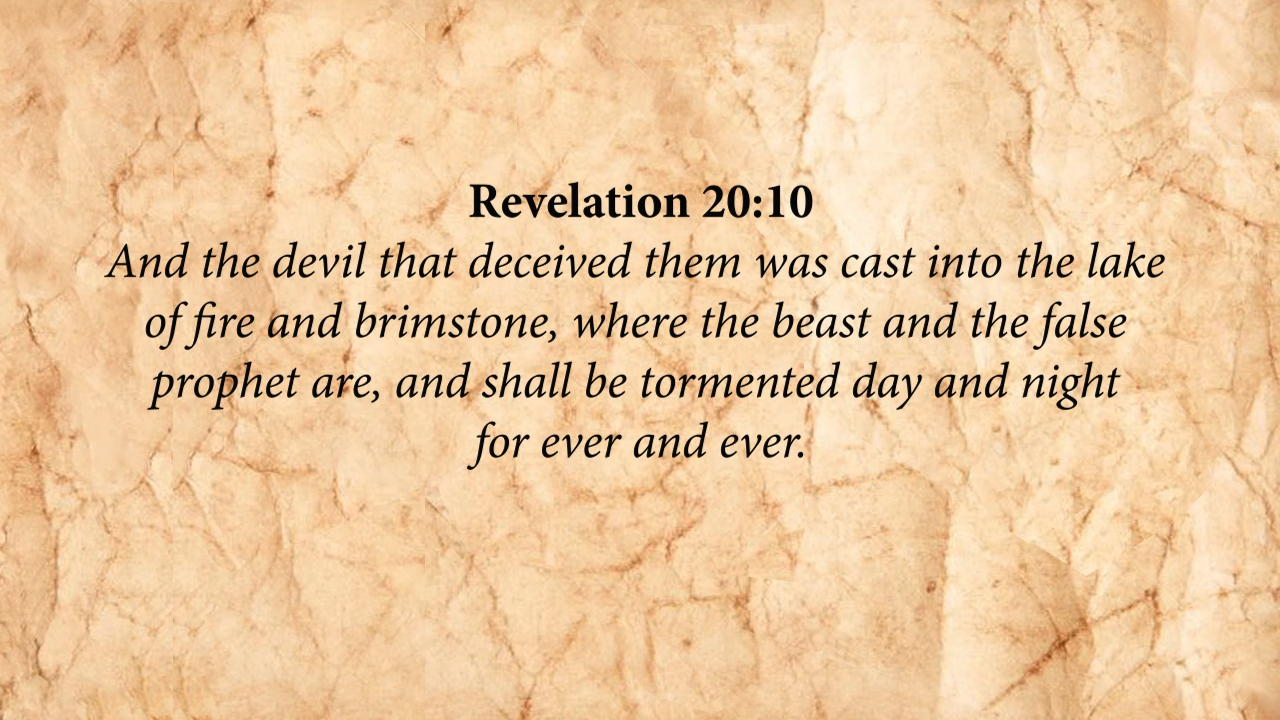 Revelation 20:10
And the devil that deceived them was cast into the lake
of fire and brimstone, where the beast and the false
prophet are, and shall be tormented day and night
for ever and ever.